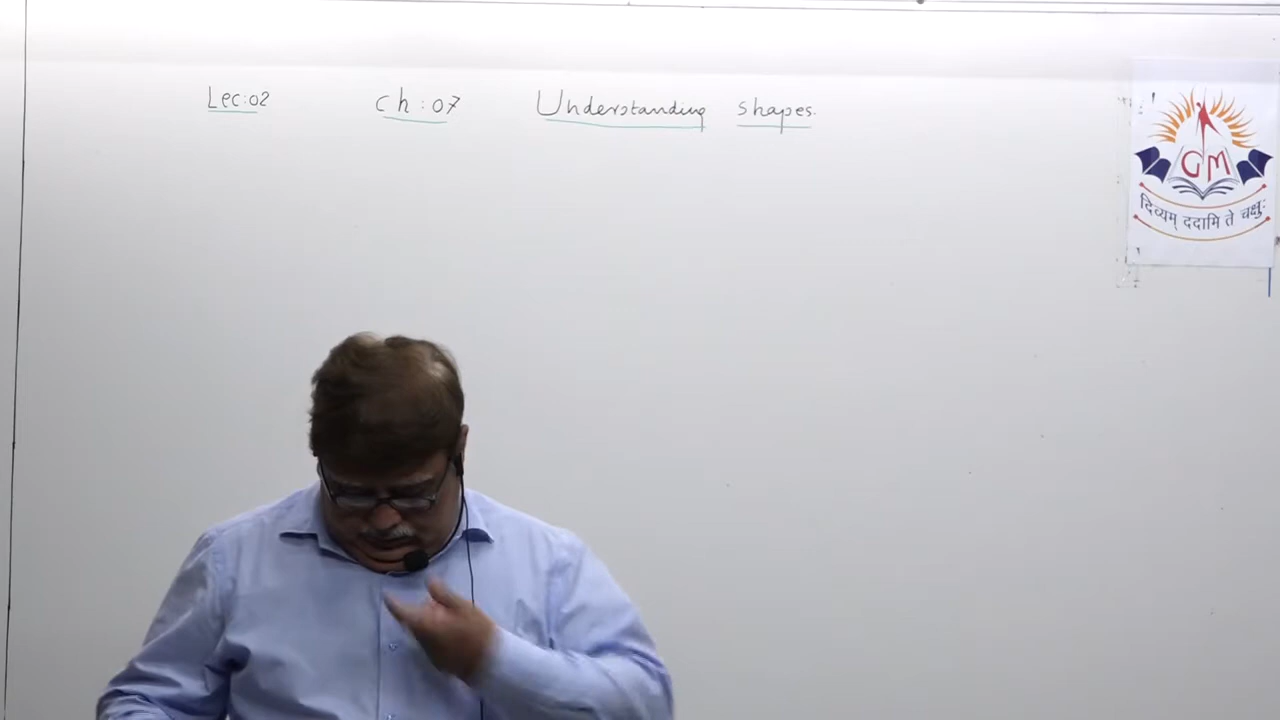 Lec:02 Ch:07 Understanding shapes.
GM
दिव्यम् ददामि ते चक्षुः